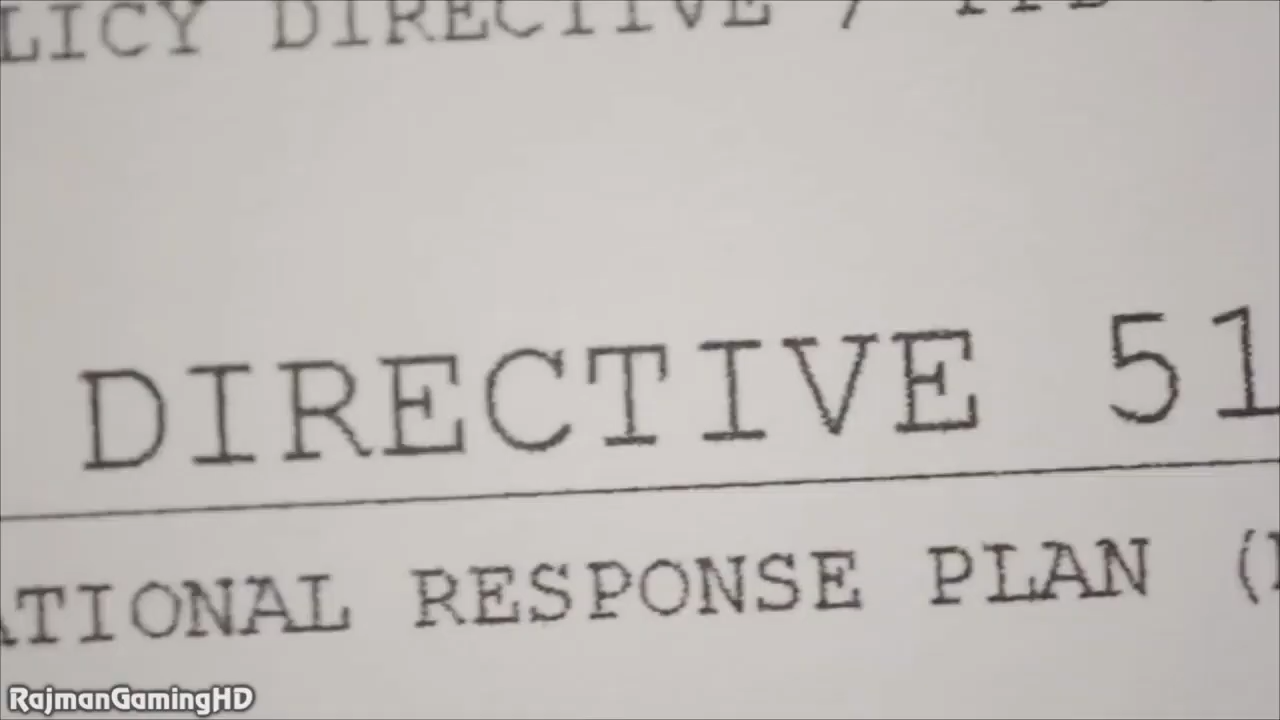 LICY DIRECTIVE /
DIRECTIVE 51
ATIONAL RESPONSE PLAN (
RajmanGamingHD